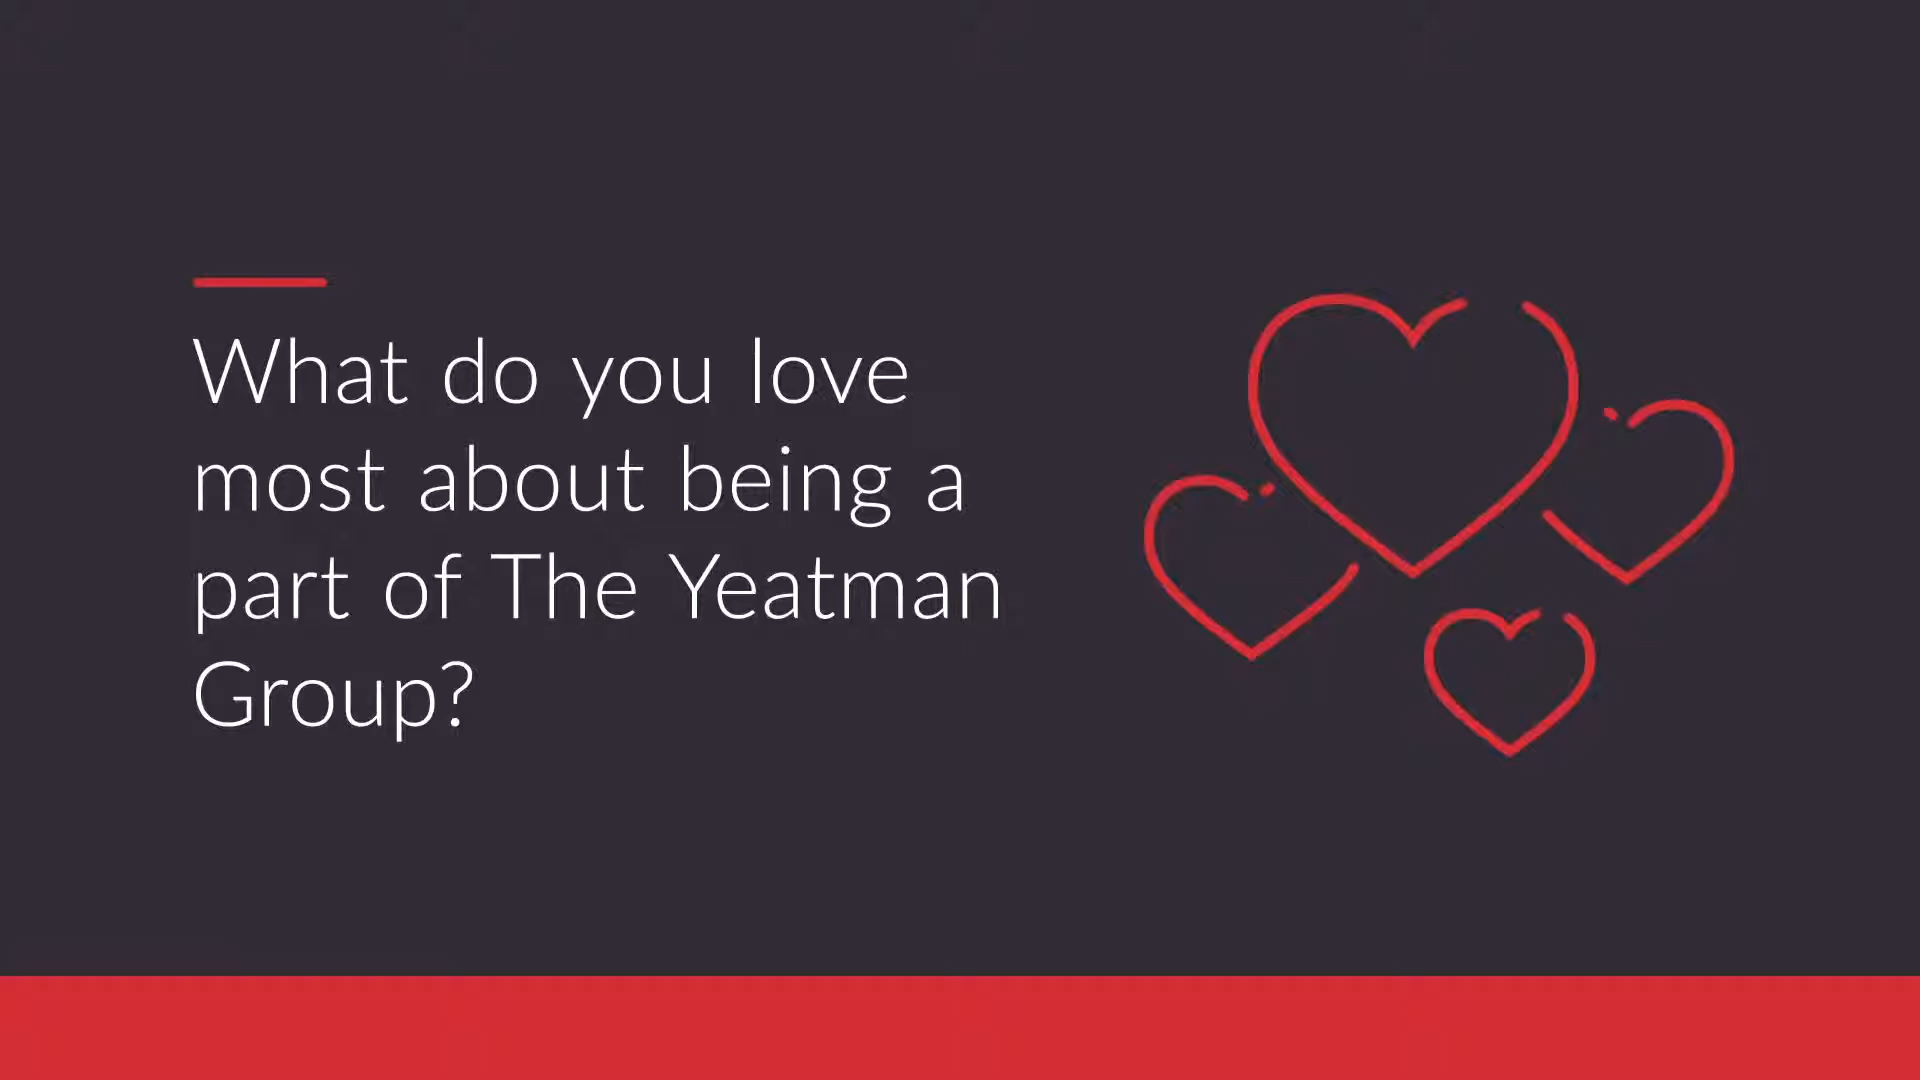 What do you love
most about being a
part of The Yeatman
Group?